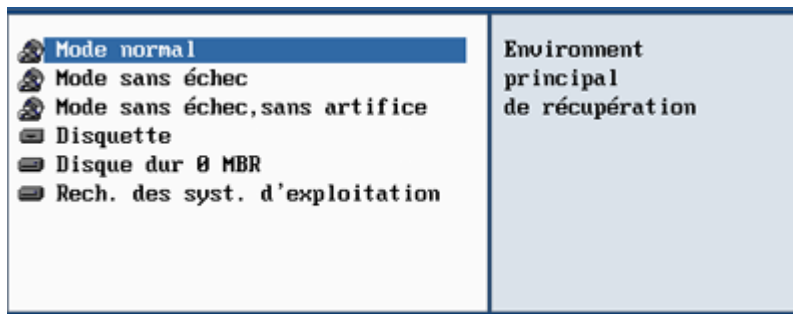 Mode normal
Mode sans échec
Mode sans échec,sans artifice
Disquette
Disque dur 0 MBR
Rech. des syst. d'exploitation
Environment
principal
de récupération